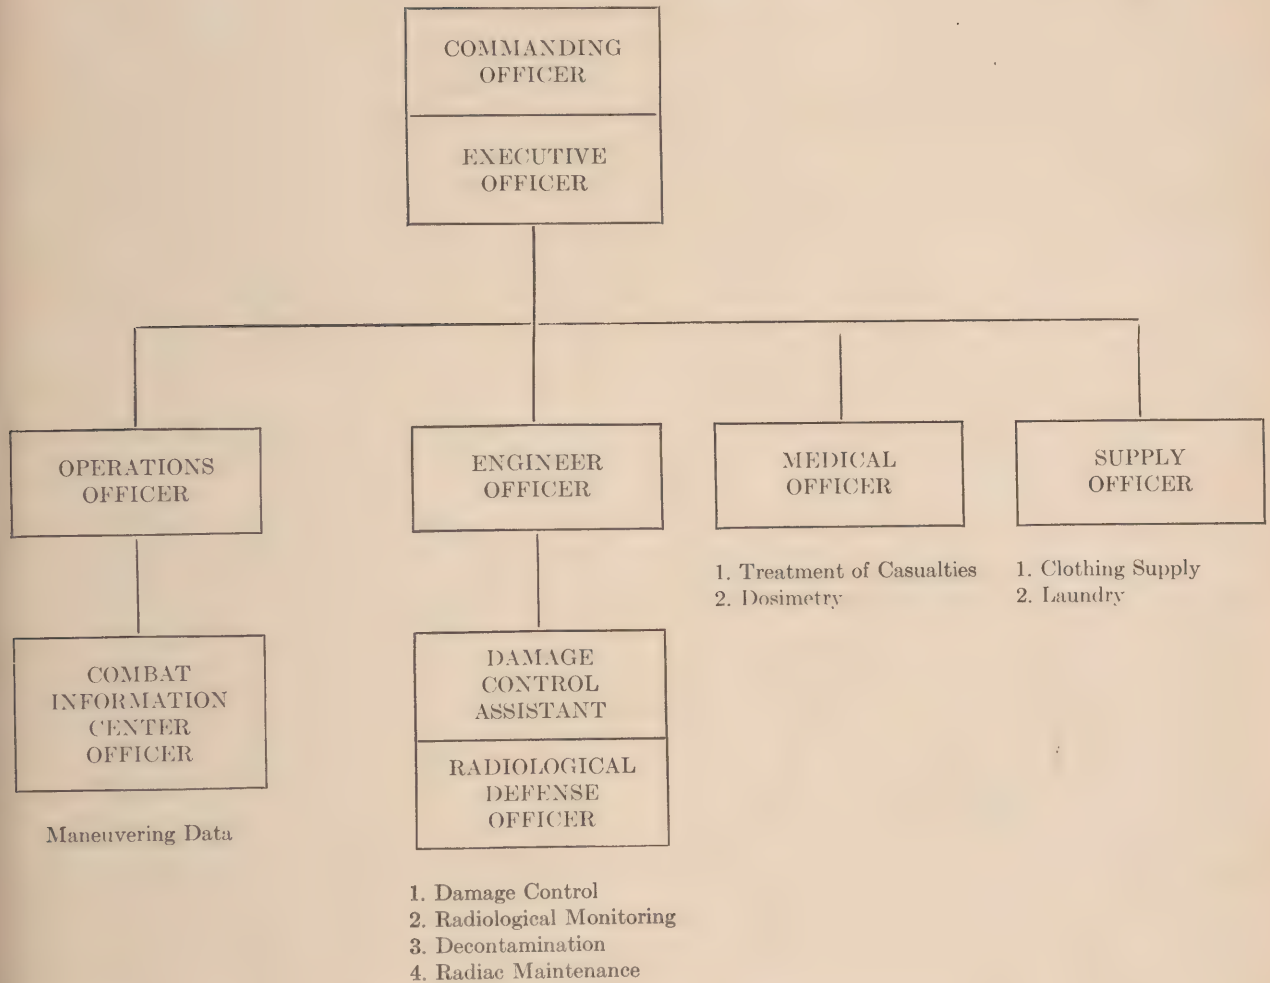 COMMANDING
OFFICER
EXECUTIVE
OFFICER
OPERATIONS
OFFICER
ENGINEER
OFFICER
MEDICAL
OFFICER
SUPPLY
OFFICER
1. Treatment of Casualties
2. Dosimetry
1. Clothing Supply
2. Laundry
COMBAT
INFORMATION
CENTER
OFFICER
Maneuvering Data
DAMAGE
CONTROL
ASSISTANT
RADIOLOGICAL
DEFENSE
OFFICER
1. Damage Control
2. Radiological Monitoring
3. Decontamination
4. Radiac Maintenance